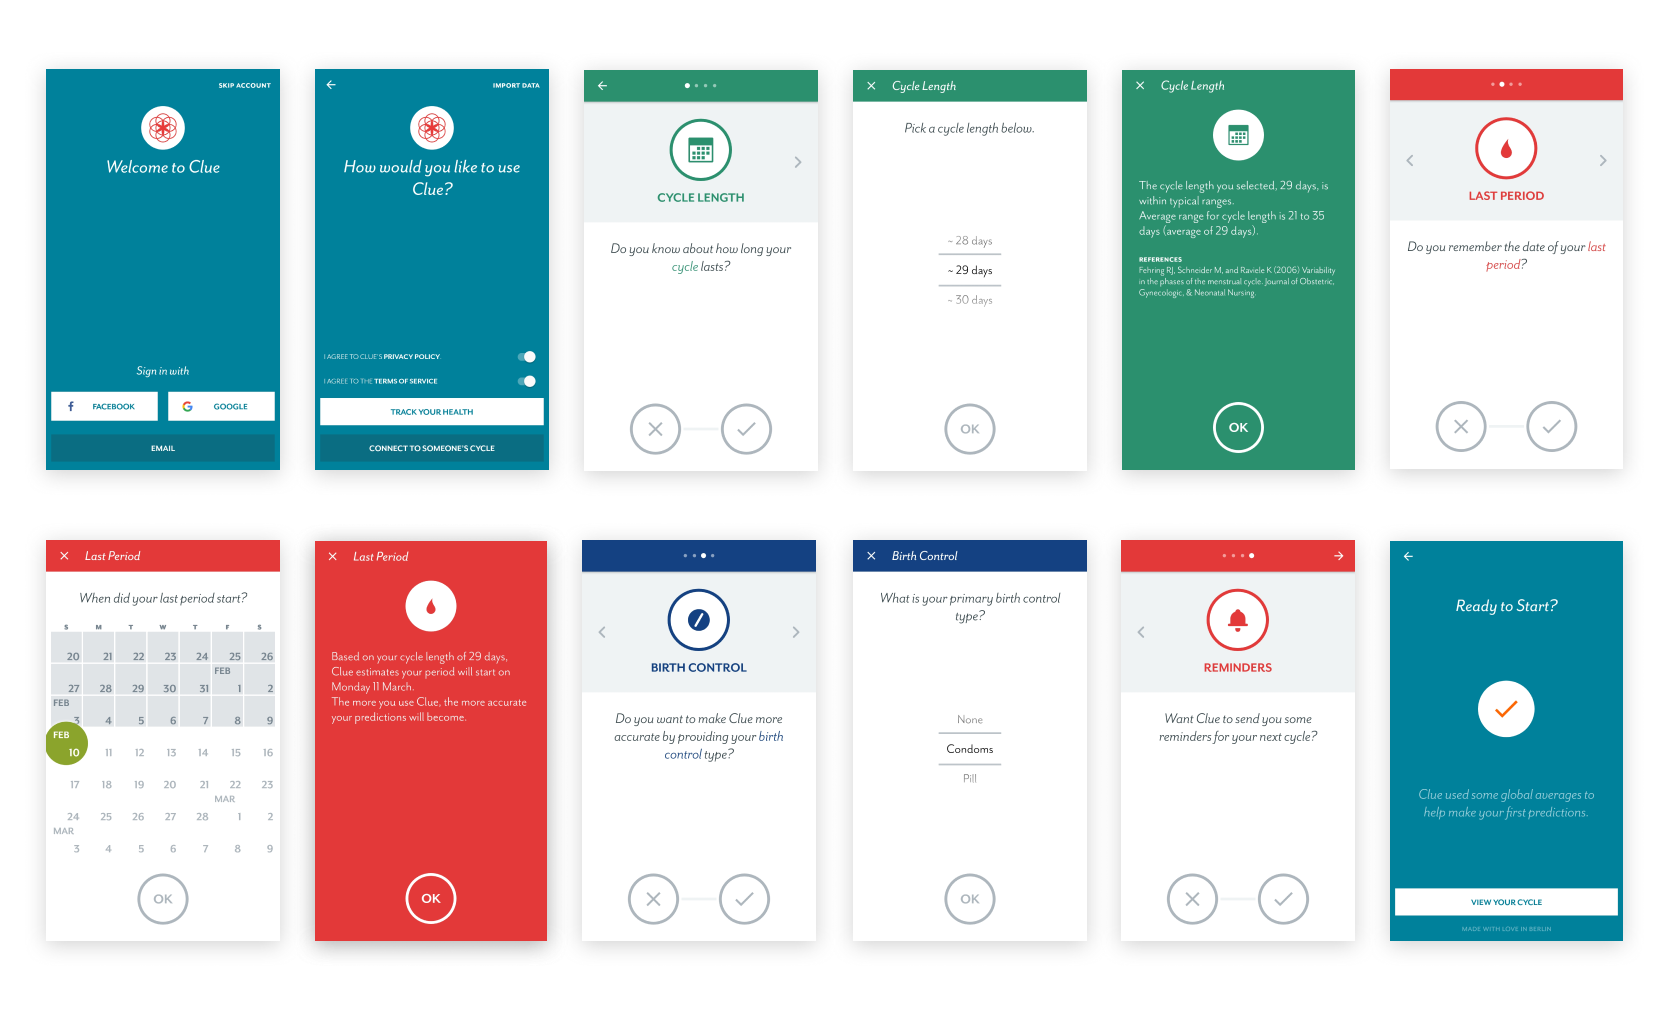 SKIP ACCOUNT
Welcome to Clue
Sign in with
FACEBOOK
GOOGLE
EMAIL
IMPORT DATA
How would you like to use
Clue?
I AGREE TO CLUE'S PRIVACY POLICY.
I AGREE TO THE TERMS OF SERVICE
TRACK YOUR HEALTH
CONNECT TO SOMEONE'S CYCLE
CYCLE LENGTH
Do you know about how long your
cycle lasts?
Cycle Length
Pick a cycle length below.
~ 28 days
~ 29 days
~ 30 days
OK
Cycle Length
The cycle length you selected, 29 days, is
within typical ranges.
Average range for cycle length is 21 to 35
days (average of 29 days).
REFERENCES
Fehring RJ, Schneider M, and Raviele K (2006) Variability
in the phases of the menstrual cycle. Journal of Obstetric,
Gynecologic, & Neonatal Nursing.
OK
LAST PERIOD
Do you remember the date of your last
period?
Last Period
When did your last period start?
S M T W T F S
20 21 22 23 24 25 26
FEB
27 28 29 30 31 1 2
FEB
3 4 5 6 7 8 9
FEB
10 11 12 13 14 15 16
17 18 19 20 21 22 23
MAR
24 25 26 27 28 1 2
MAR
3 4 5 6 7 8 9
OK
Last Period
Based on your cycle length of 29 days,
Clue estimates your period will start on
Monday 11 March.
The more you use Clue, the more accurate
your predictions will become.
OK
BIRTH CONTROL
Do you want to make Clue more
accurate by providing your birth
control type?
Birth Control
What is your primary birth control
type?
None
Condoms
Pill
OK
REMINDERS
Want Clue to send you some
reminders for your next cycle?
Ready to Start?
Clue used some global averages to
help make your first predictions.
VIEW YOUR CYCLE
MADE WITH LOVE IN BERLIN